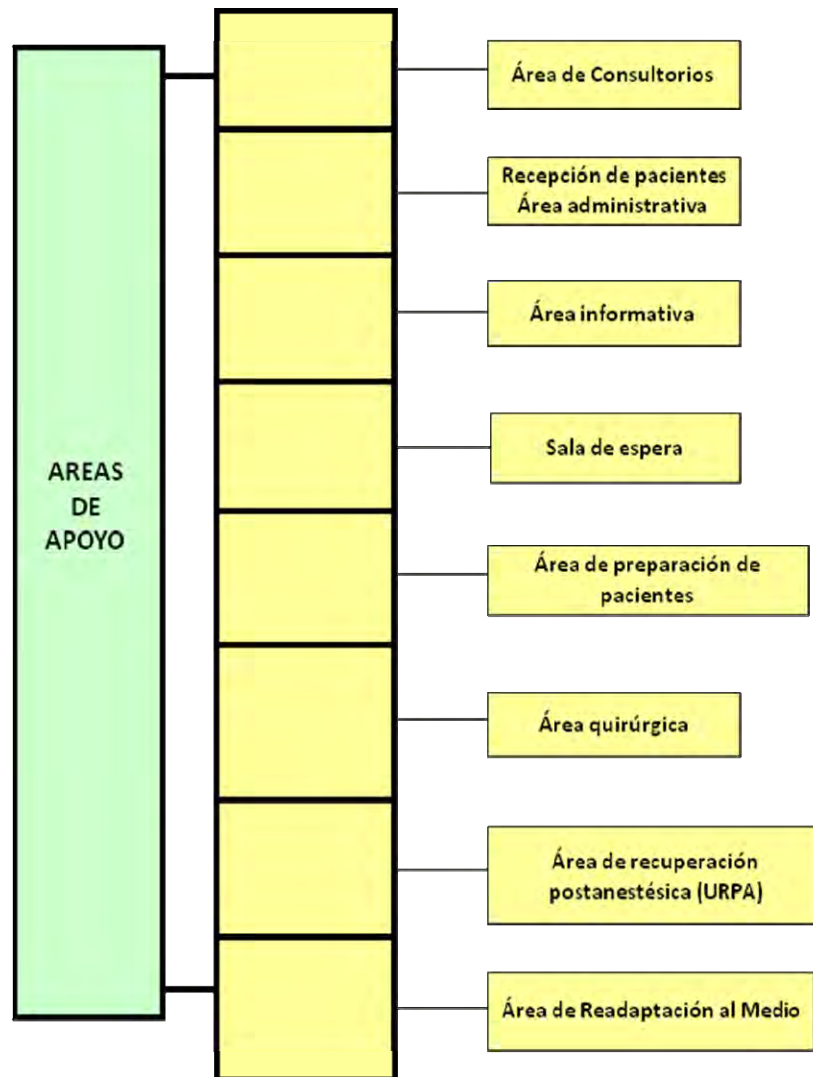 Área de Consultorios
Recepción de pacientes
Área administrativa
Área informativa
Sala de espera
AREAS
DE
APOYO
Área de preparación de
pacientes
Área quirúrgica
Área de recuperación
postanestésica (URPA)
Área de Readaptación al Medio